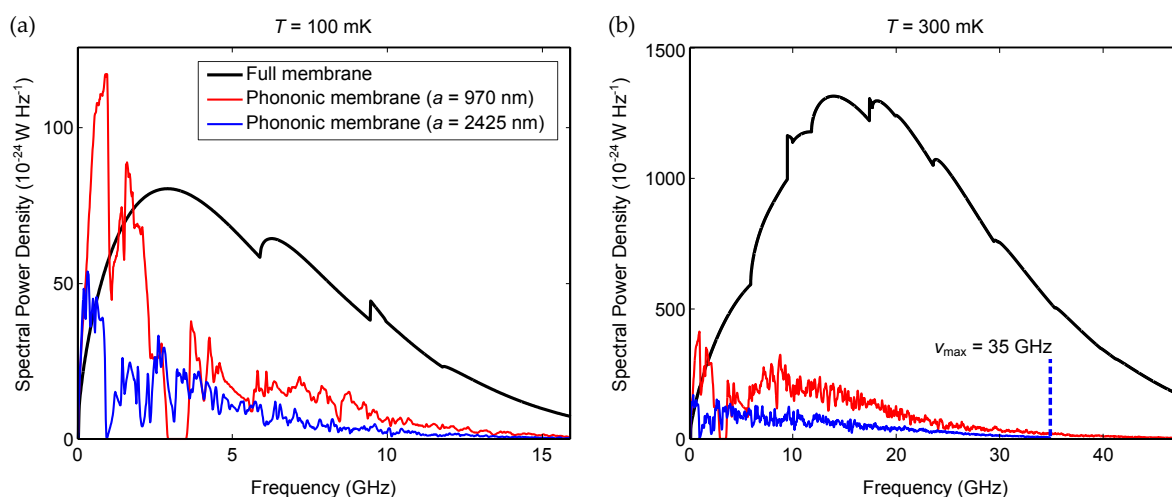 (a)
T = 100 mK
Spectral Power Density (10⁻²⁴ W Hz⁻¹)
100
50
0
Full membrane
Phononic membrane (a = 970 nm)
Phononic membrane (a = 2425 nm)
0 5 10 15
Frequency (GHz)
(b)
T = 300 mK
Spectral Power Density (10⁻²⁴ W Hz⁻¹)
1500
1000
500
0
νmax = 35 GHz
0 10 20 30 40
Frequency (GHz)